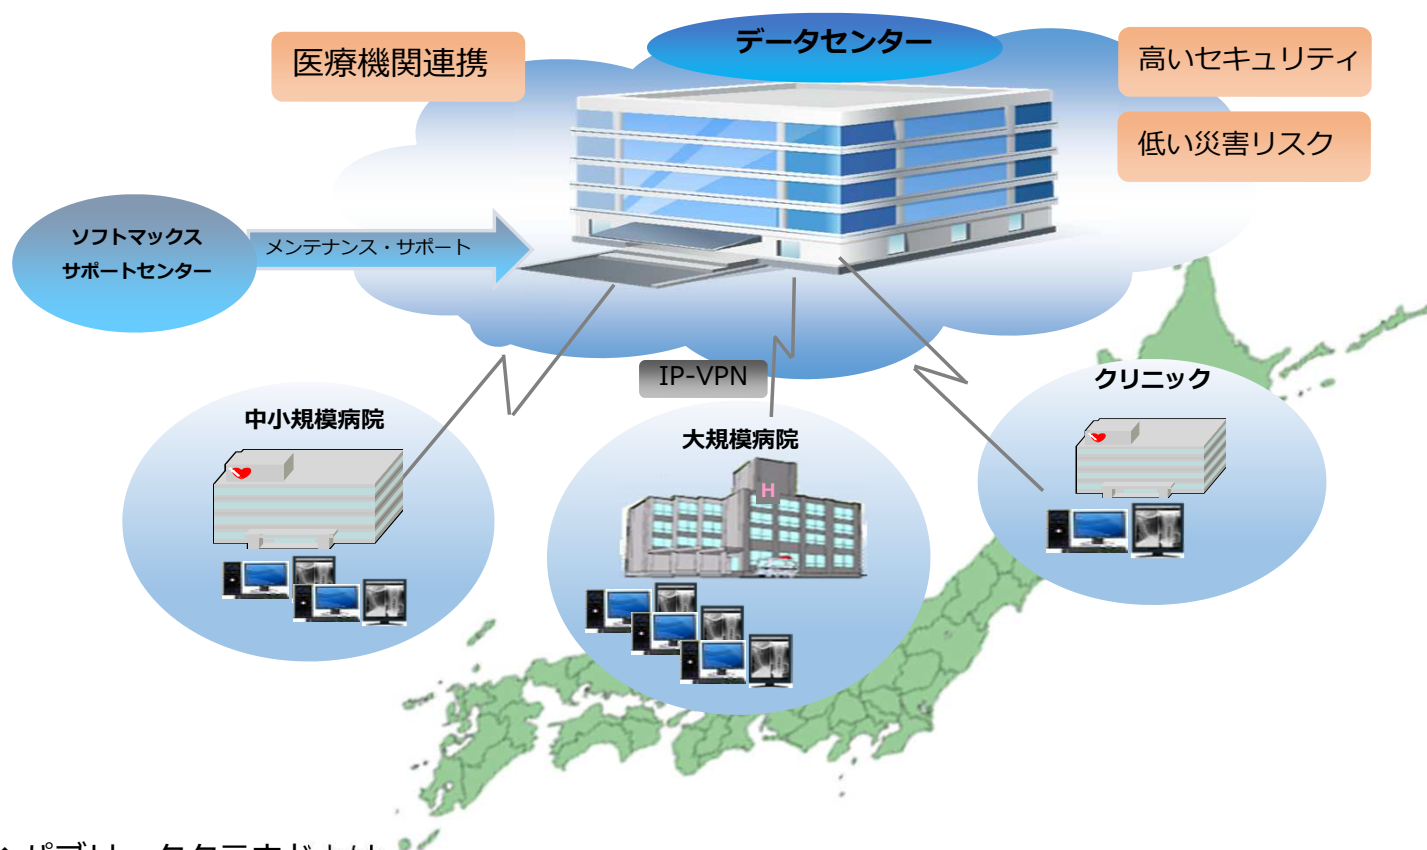 データセンター
医療機関連携
高いセキュリティ
低い災害リスク
ソフトマックス
サポートセンター
メンテナンス・サポート
IP-VPN
中小規模病院
大規模病院
クリニック
H